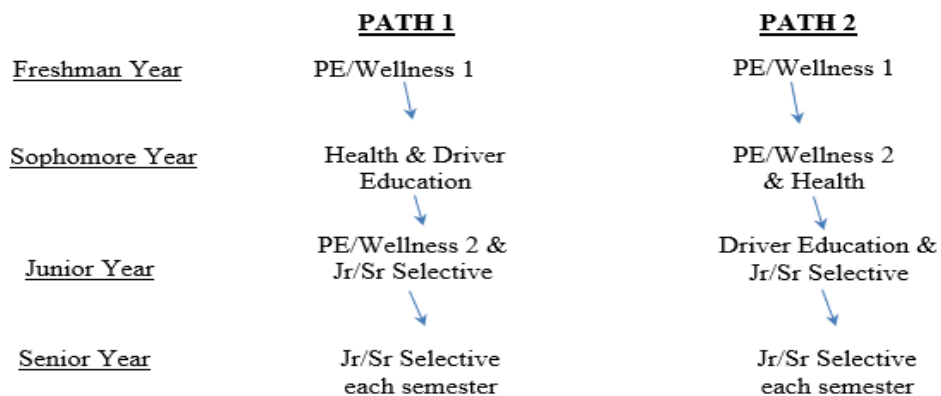 PATH 1 PATH 2
Freshman Year PE/Wellness 1 PE/Wellness 1
Sophomore Year Health & Driver PE/Wellness 2
Education & Health
PE/Wellness 2 & Driver Education &
Junior Year Jr/Sr Selective Jr/Sr Selective
Senior Year Jr/Sr Selective Jr/Sr Selective
each semester each semester